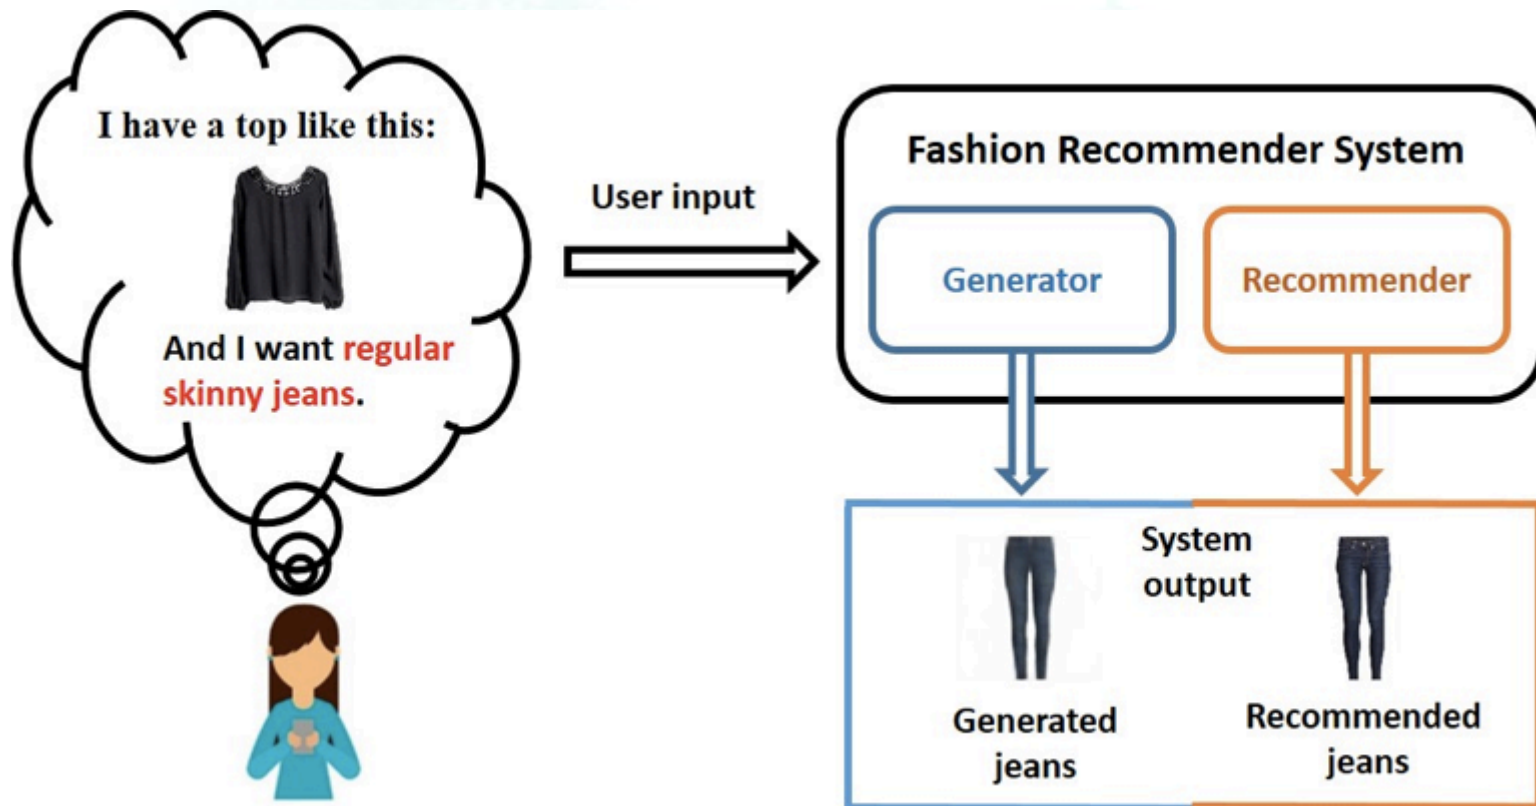 I have a top like this:
And I want regular
skinny jeans.
User input
Fashion Recommender System
Generator
Recommender
System
output
Generated
jeans
Recommended
jeans